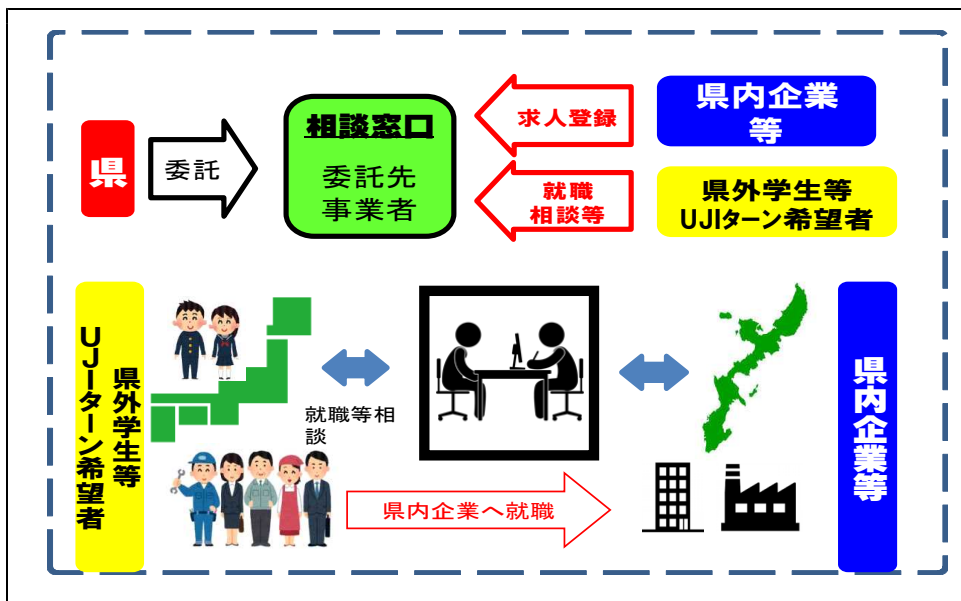 県
委託
相談窓口
委託先
事業者
求人登録
就職
相談等
県内企業
等
県外学生等
UJIターン希望者
県外学生等
UJIターン希望者
就職等相
談
県内企業へ就職
県内企業等